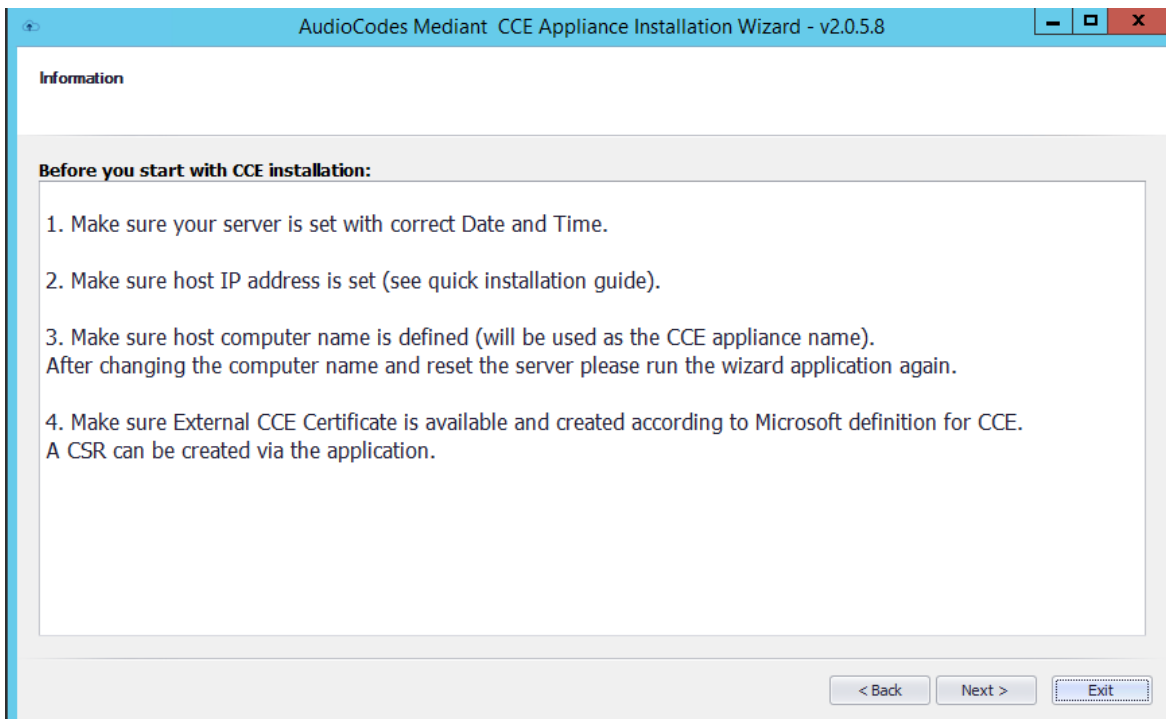 AudioCodes Mediant CCE Appliance Installation Wizard - v2.0.5.8
Information
Before you start with CCE installation:
1. Make sure your server is set with correct Date and Time.
2. Make sure host IP address is set (see quick installation guide).
3. Make sure host computer name is defined (will be used as the CCE appliance name).
After changing the computer name and reset the server please run the wizard application again.
4. Make sure External CCE Certificate is available and created according to Microsoft definition for CCE.
A CSR can be created via the application.
< Back Next > Exit